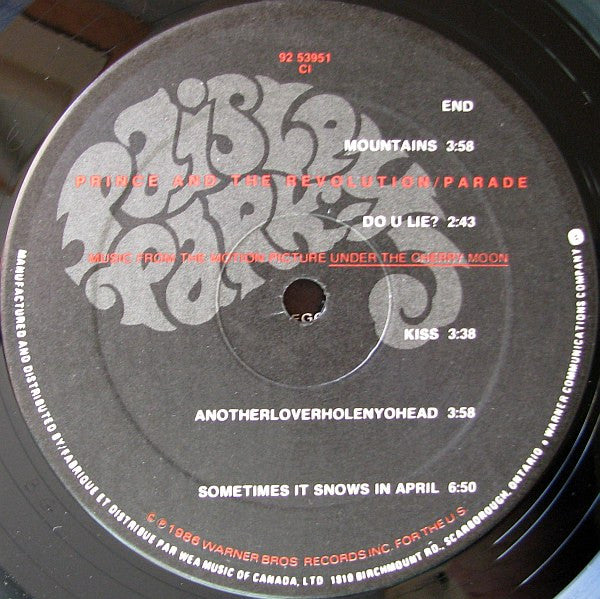 92 53951
C1
END
MOUNTAINS 3:58
PAISLEY
PARK
PRINCE AND THE REVOLUTION/PARADE
DO U LIE? 2:43
MUSIC FROM THE MOTION PICTURE UNDER THE CHERRY MOON
KISS 3:38
ANOTHERLOVERHOLENYOHEAD 3:58
SOMETIMES IT SNOWS IN APRIL 6:50
© ℗ 1986 WARNER BROS RECORDS INC. FOR THE U.S.
MANUFACTURED AND DISTRIBUTED BY/FABRIQUE ET DISTRIBUE PAR WEA MUSIC OF CANADA, LTD 1810 BIRCHMOUNT RD., SCARBOROUGH, ONTARIO • WARNER COMMUNICATIONS COMPANY